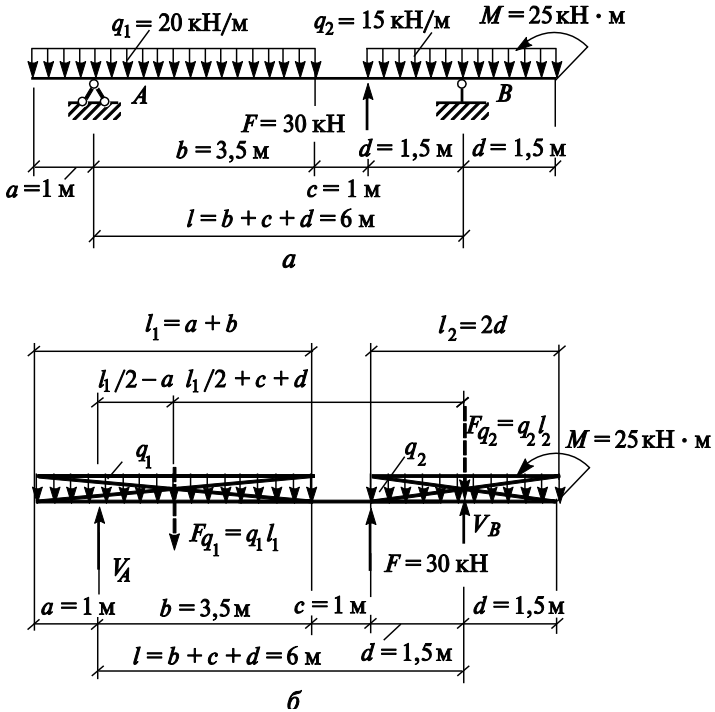 q₁ = 20 кН/м
q₂ = 15 кН/м
M = 25 кН · м
A
B
F = 30 кН
b = 3,5 м
d = 1,5 м
d = 1,5 м
a = 1 м
c = 1 м
l = b + c + d = 6 м
а
l₁ = a + b
l₂ = 2d
l₁/2 – a
l₁/2 + c + d
q₁
q₂
F_q₂ = q₂l₂
M = 25 кН · м
V_A
F_q₁ = q₁l₁
V_B
F = 30 кН
a = 1 м
b = 3,5 м
c = 1 м
d = 1,5 м
l = b + c + d = 6 м
d = 1,5 м
б